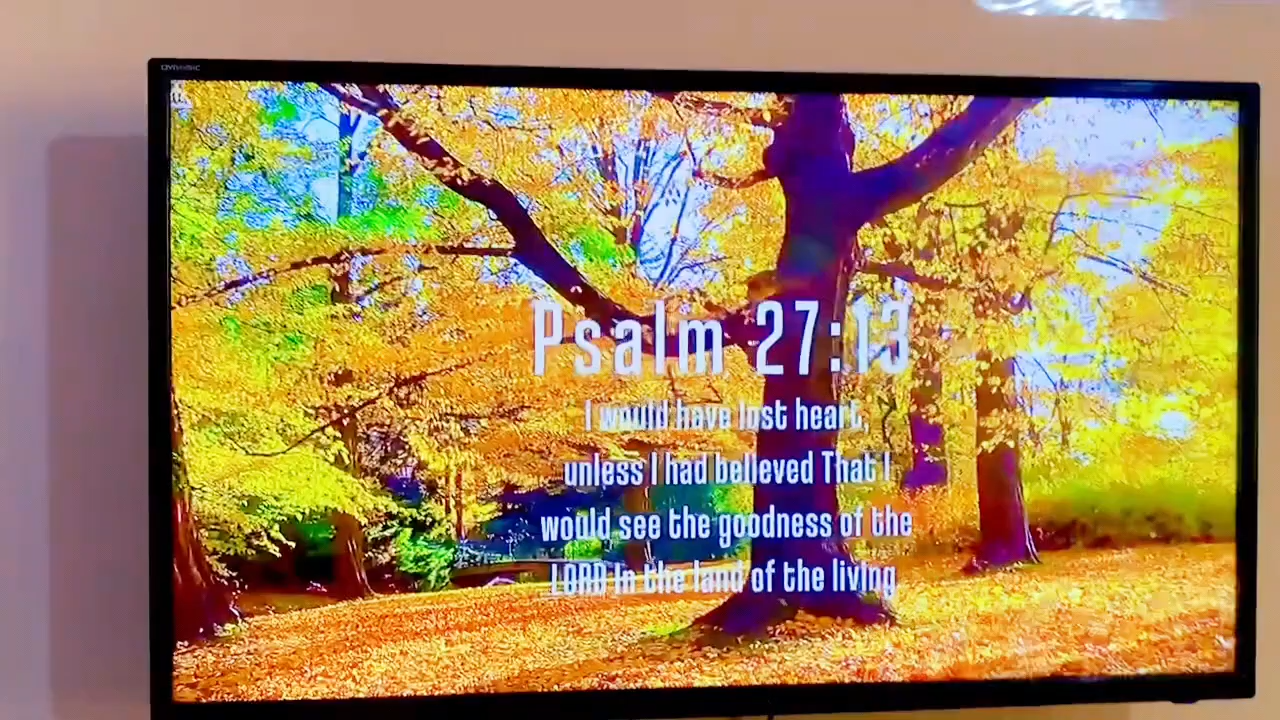 DYNAMIC
Psalm 27:13
I would have lost heart,
unless I had believed That I
would see the goodness of the
LORD In the land of the living